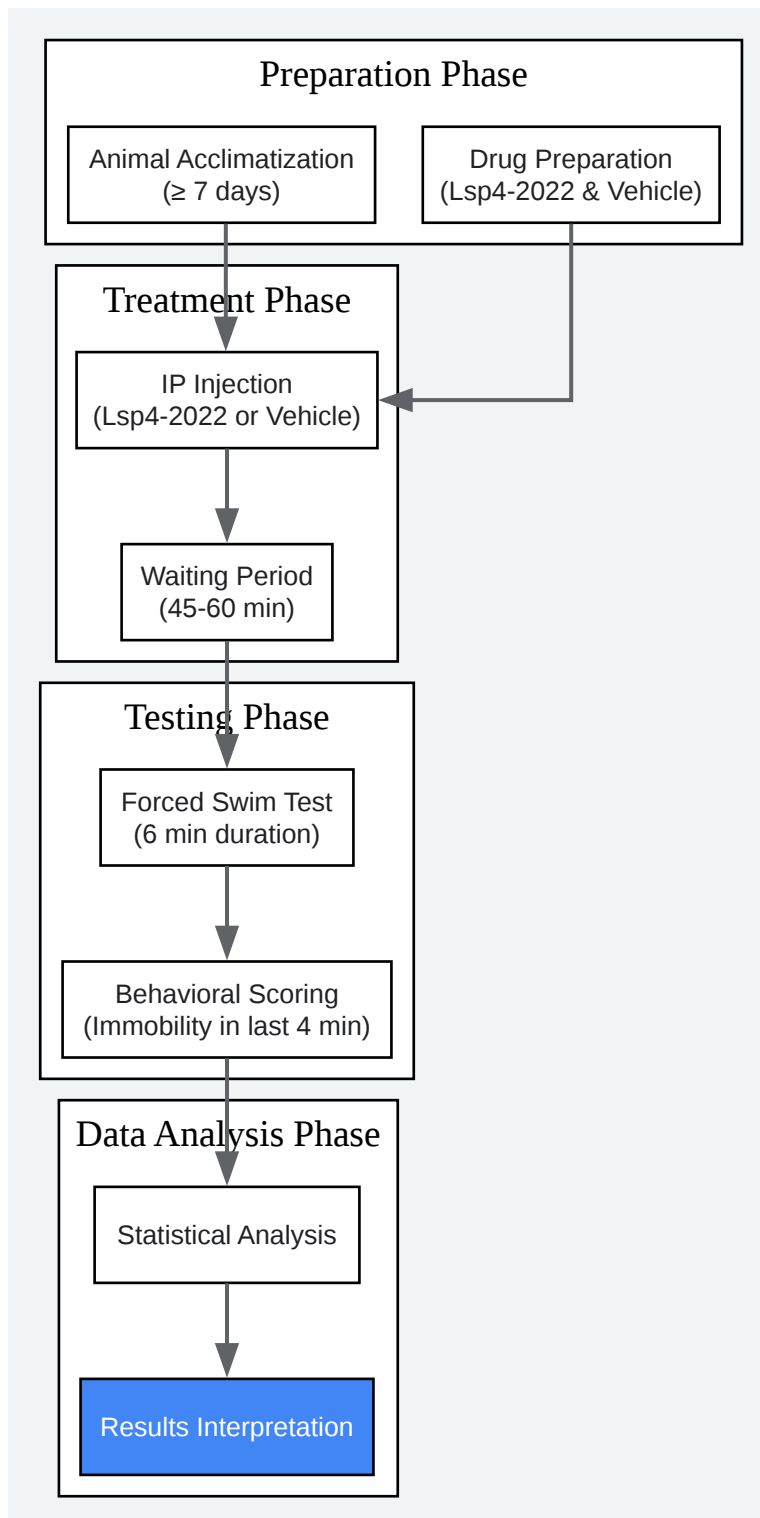 Preparation Phase
Animal Acclimatization
(≥ 7 days)
Drug Preparation
(Lsp4-2022 & Vehicle)
Treatment Phase
IP Injection
(Lsp4-2022 or Vehicle)
Waiting Period
(45-60 min)
Testing Phase
Forced Swim Test
(6 min duration)
Behavioral Scoring
(Immobility in last 4 min)
Data Analysis Phase
Statistical Analysis
Results Interpretation